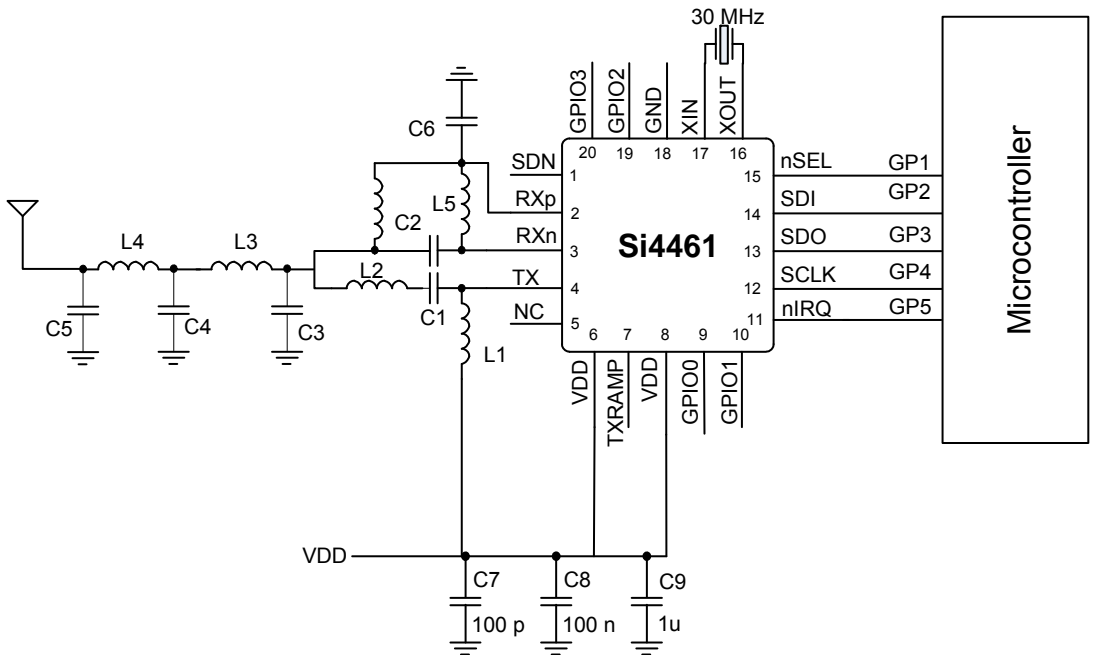 30 MHz
GPIO3
GPIO2
GND
XIN
XOUT
C6
20
19
18
17
16
SDN
1
nSEL
15
GP1
RXp
2
SDI
14
GP2
L5
C2
RXn
3
Si4461
SDO
13
GP3
L4
L3
L2
TX
4
SCLK
12
GP4
C5
C4
C3
C1
NC
5
nIRQ
11
GP5
Microcontroller
L1
6
7
8
9
10
VDD
TXRAMP
VDD
GPIO0
GPIO1
VDD
C7
C8
C9
100 p
100 n
1u